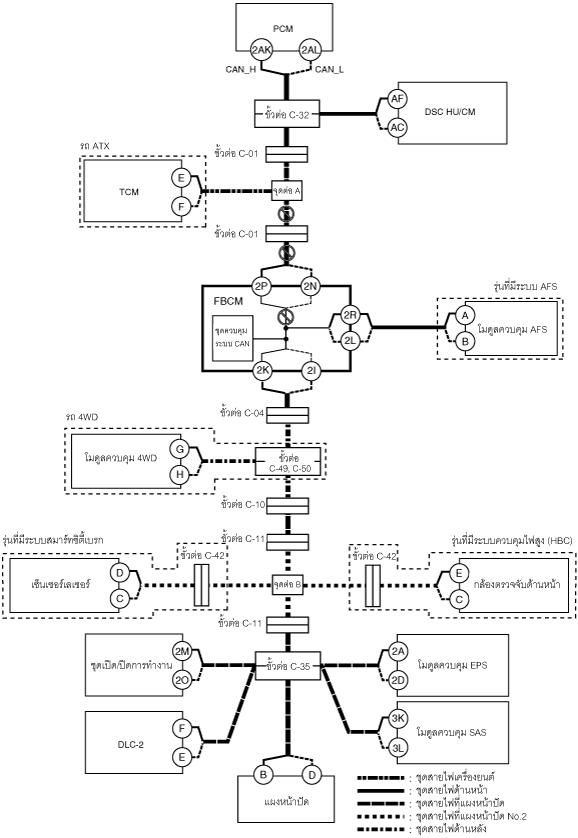 PCM
2AK
2AL
CAN_H
CAN_L
AF
ขั้วต่อ C-32
DSC HU/CM
AC
รถ ATX
ขั้วต่อ C-01
E
TCM
ชุดต่อ A
F
ขั้วต่อ C-01
2P
2N
FBCM
รุ่นที่มีระบบ AFS
2R
A
ชุดควบคุม
ระบบ CAN
โมดูลควบคุม AFS
2L
B
2K
2I
ขั้วต่อ C-04
รถ 4WD
G
โมดูลควบคุม 4WD
ขั้วต่อ
C-49, C-50
H
ขั้วต่อ C-10
ขั้วต่อ C-11
รุ่นที่มีระบบสมาร์ทซิตี้เบรก
รุ่นที่มีระบบควบคุมไฟสูง (HBC)
ขั้วต่อ C-42
ขั้วต่อ C-42
D
E
เซ็นเซอร์เลเซอร์
ชุดต่อ B
กล้องตรวจจับด้านหน้า
C
C
ขั้วต่อ C-11
2M
2A
ชุดเปิด/ปิดการทำงาน
ขั้วต่อ C-35
โมดูลควบคุม EPS
2O
2D
3K
F
โมดูลควบคุม SAS
DLC-2
3L
E
B
D
แผงหน้าปัด
: ชุดสายไฟเครื่องยนต์
: ชุดสายไฟด้านหน้า
: ชุดสายไฟที่แผงหน้าปัด
: ชุดสายไฟที่แผงหน้าปัด No.2
: ชุดสายไฟด้านหลัง